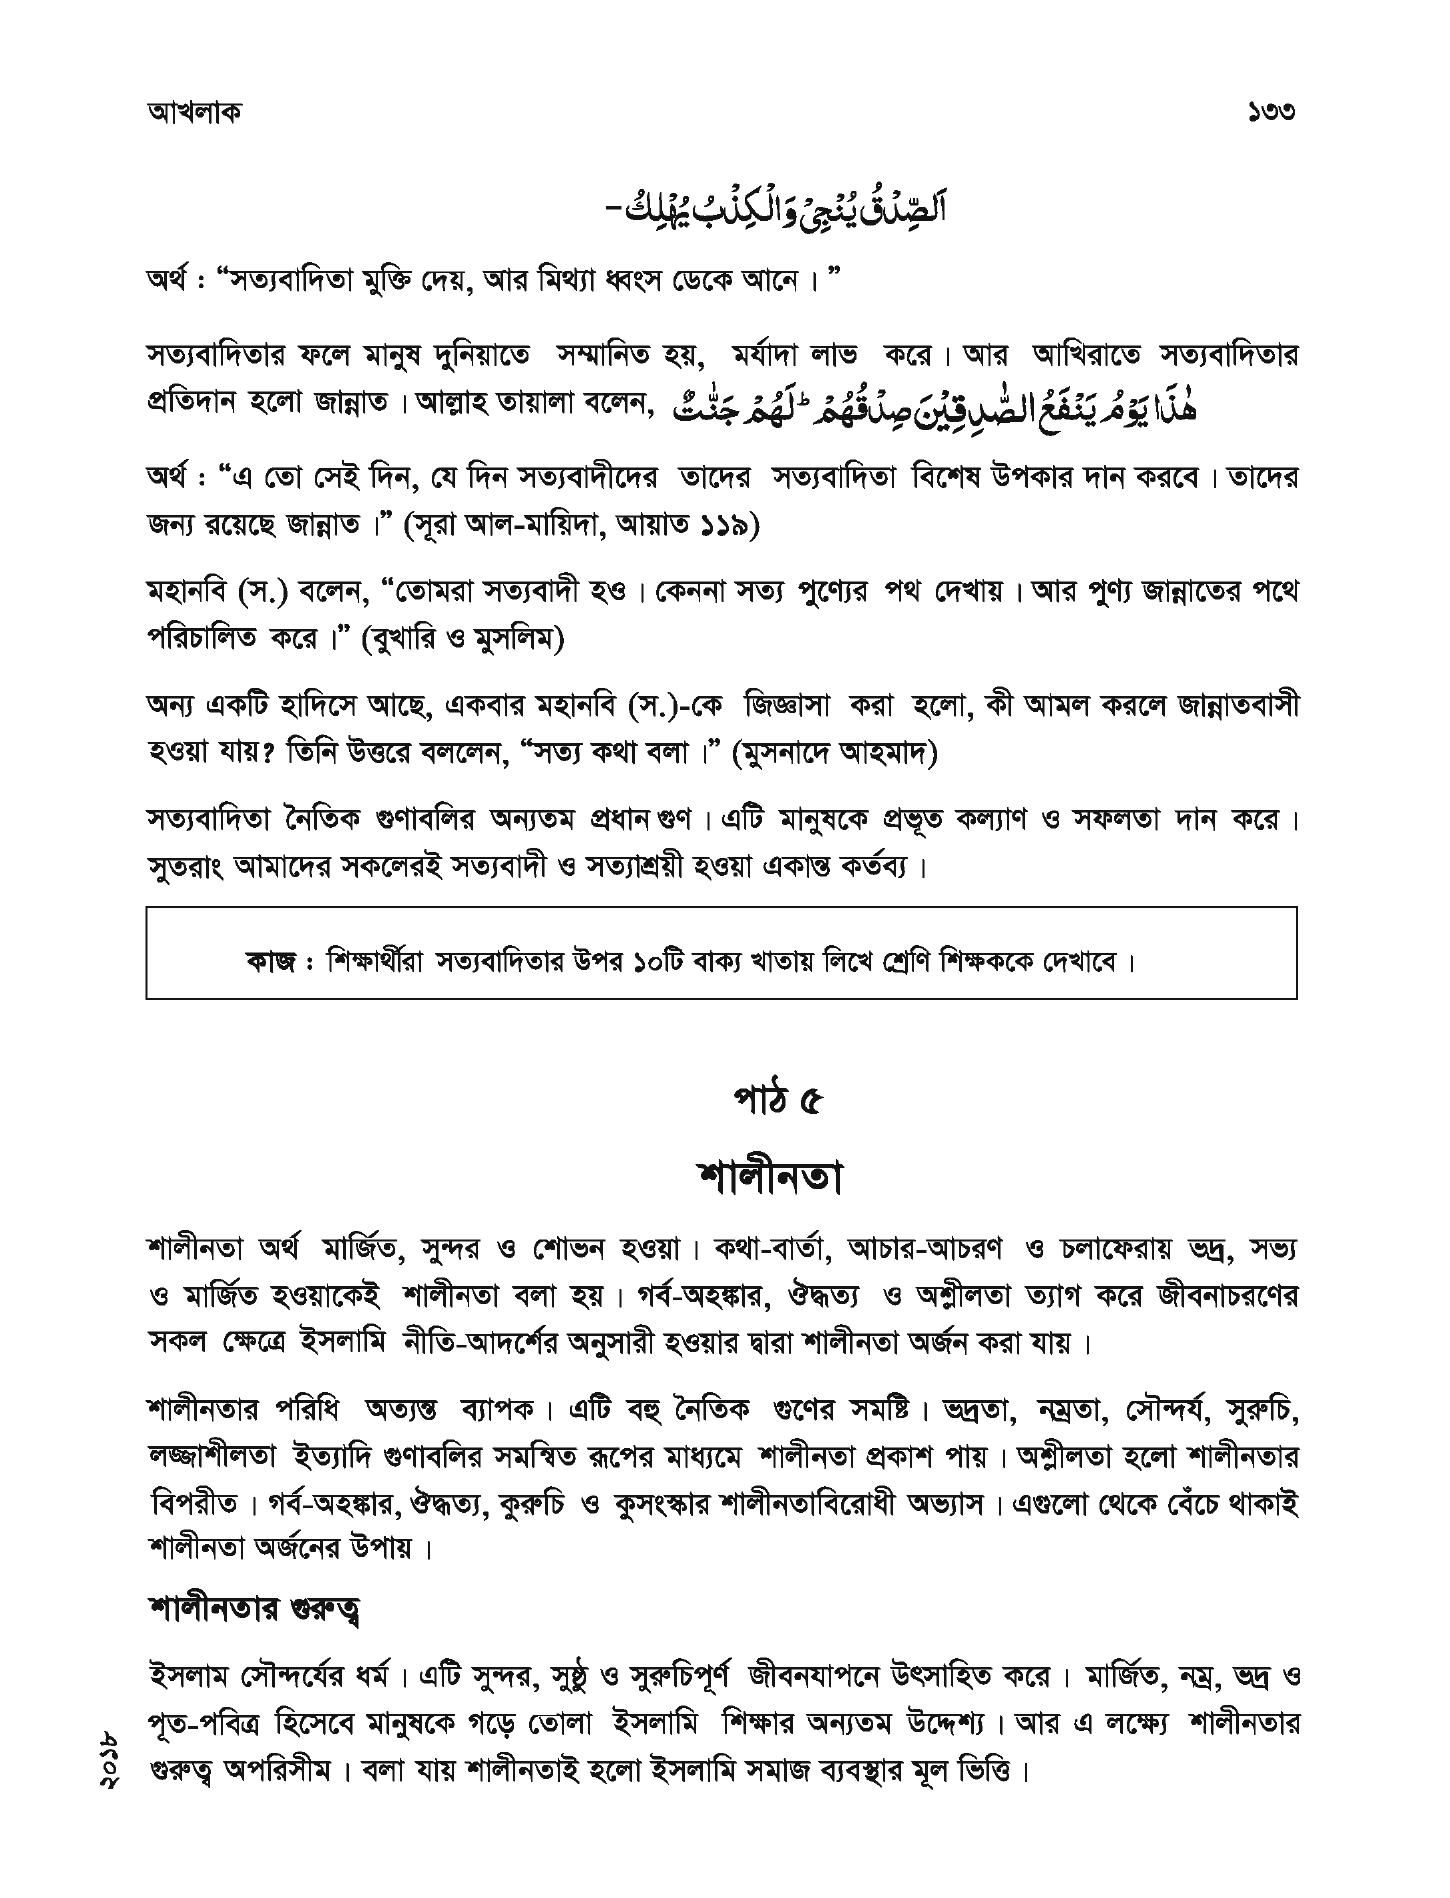 আখলাক ১৩৩
اَلصِّدْقُ يُنْجِىْ وَالْكِذْبُ يُهْلِكُ –
অর্থ : “সত্যবাদিতা মুক্তি দেয়, আর মিথ্যা ধ্বংস ডেকে আনে। ”
সত্যবাদিতার ফলে মানুষ দুনিয়াতে সম্মানিত হয়, মর্যাদা লাভ করে। আর আখিরাতে সত্যবাদিতার
প্রতিদান হলো জান্নাত। আল্লাহ তায়ালা বলেন, هٰذَا يَوْمُ يَنْفَعُ الصّٰدِقِيْنَ صِدْقُهُمْ ؕ لَهُمْ جَنّٰتٌ
অর্থ : “এ তো সেই দিন, যে দিন সত্যবাদীদের তাদের সত্যবাদিতা বিশেষ উপকার দান করবে। তাদের
জন্য রয়েছে জান্নাত।” (সূরা আল-মায়িদা, আয়াত ১১৯)
মহানবি (স.) বলেন, “তোমরা সত্যবাদী হও। কেননা সত্য পুণ্যের পথ দেখায়। আর পুণ্য জান্নাতের পথে
পরিচালিত করে।” (বুখারি ও মুসলিম)
অন্য একটি হাদিসে আছে, একবার মহানবি (স.)-কে জিজ্ঞাসা করা হলো, কী আমল করলে জান্নাতবাসী
হওয়া যায়? তিনি উত্তরে বললেন, “সত্য কথা বলা।” (মুসনাদে আহমাদ)
সত্যবাদিতা নৈতিক গুণাবলির অন্যতম প্রধান গুণ। এটি মানুষকে প্রভূত কল্যাণ ও সফলতা দান করে।
সুতরাং আমাদের সকলেরই সত্যবাদী ও সত্যাশ্রয়ী হওয়া একান্ত কর্তব্য।
কাজ : শিক্ষার্থীরা সত্যবাদিতার উপর ১০টি বাক্য খাতায় লিখে শ্রেণি শিক্ষককে দেখাবে।
পাঠ ৫
শালীনতা
শালীনতা অর্থ মার্জিত, সুন্দর ও শোভন হওয়া। কথা-বার্তা, আচার-আচরণ ও চলাফেরায় ভদ্র, সভ্য
ও মার্জিত হওয়াকেই শালীনতা বলা হয়। গর্ব-অহঙ্কার, ঔদ্ধত্য ও অশ্লীলতা ত্যাগ করে জীবনাচরণের
সকল ক্ষেত্রে ইসলামি নীতি-আদর্শের অনুসারী হওয়ার দ্বারা শালীনতা অর্জন করা যায়।
শালীনতার পরিধি অত্যন্ত ব্যাপক। এটি বহু নৈতিক গুণের সমষ্টি। ভদ্রতা, নম্রতা, সৌন্দর্য, সুরুচি,
লজ্জাশীলতা ইত্যাদি গুণাবলির সমন্বিত রূপের মাধ্যমে শালীনতা প্রকাশ পায়। অশ্লীলতা হলো শালীনতার
বিপরীত। গর্ব-অহঙ্কার, ঔদ্ধত্য, কুরুচি ও কুসংস্কার শালীনতাবিরোধী অভ্যাস। এগুলো থেকে বেঁচে থাকাই
শালীনতা অর্জনের উপায়।
শালীনতার গুরুত্ব
ইসলাম সৌন্দর্যের ধর্ম। এটি সুন্দর, সুষ্ঠু ও সুরুচিপূর্ণ জীবনযাপনে উৎসাহিত করে। মার্জিত, নম্র, ভদ্র ও
পূত-পবিত্র হিসেবে মানুষকে গড়ে তোলা ইসলামি শিক্ষার অন্যতম উদ্দেশ্য। আর এ লক্ষ্যে শালীনতার
গুরুত্ব অপরিসীম। বলা যায় শালীনতাই হলো ইসলামি সমাজ ব্যবস্থার মূল ভিত্তি।
২০১৮